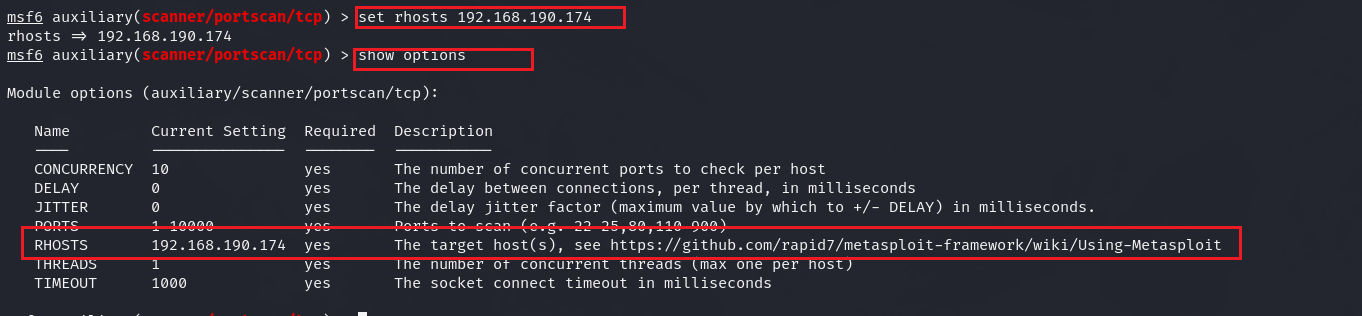 msf6 auxiliary(scanner/portscan/tcp) > set rhosts 192.168.190.174
rhosts => 192.168.190.174
msf6 auxiliary(scanner/portscan/tcp) > show options
Module options (auxiliary/scanner/portscan/tcp):
Name Current Setting Required Description
CONCURRENCY 10 yes The number of concurrent ports to check per host
DELAY 0 yes The delay between connections, per thread, in milliseconds
JITTER 0 yes The delay jitter factor (maximum value by which to +/- DELAY) in milliseconds.
PORTS 1-10000 yes Ports to scan (e.g. 22-25,80,110-900)
RHOSTS 192.168.190.174 yes The target host(s), see https://github.com/rapid7/metasploit-framework/wiki/Using-Metasploit
THREADS 1 yes The number of concurrent threads (max one per host)
TIMEOUT 1000 yes The socket connect timeout in milliseconds